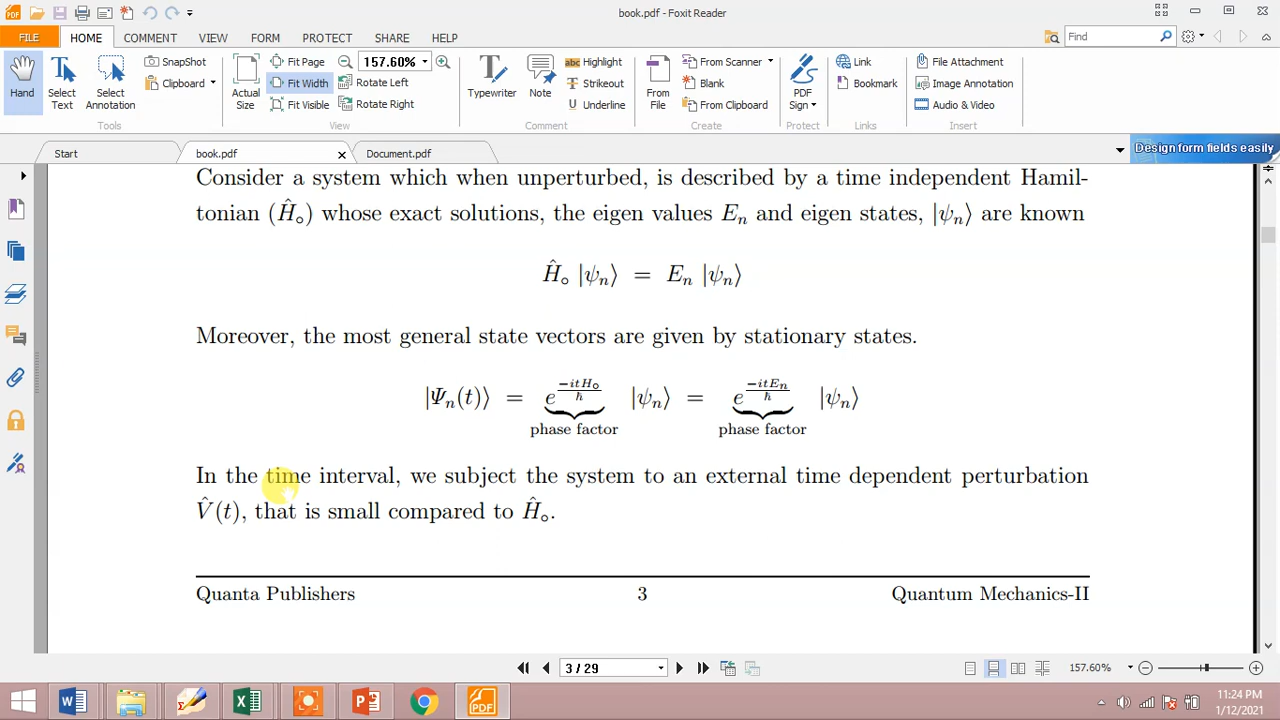 book.pdf - Foxit Reader
FILE HOME COMMENT VIEW FORM PROTECT SHARE HELP Find
Hand Select Text Select Annotation SnapShot Clipboard Tools
Actual Size Fit Page Fit Width Fit Visible 157.60% Rotate Left Rotate Right View
Typewriter Note Highlight Strikeout Underline Comment
From File From Scanner Blank From Clipboard Create
PDF Sign Protect
Link Bookmark Links
File Attachment Image Annotation Audio & Video Insert
Start book.pdf Document.pdf Design form fields easily
Consider a system which when unperturbed, is described by a time independent Hamil-
tonian (Ĥ∘) whose exact solutions, the eigen values Eₙ and eigen states, |ψₙ⟩ are known
Ĥ∘ |ψₙ⟩ = Eₙ |ψₙ⟩
Moreover, the most general state vectors are given by stationary states.
|Ψₙ(t)⟩ = e^{-itH∘/ħ} |ψₙ⟩ = e^{-itEₙ/ħ} |ψₙ⟩
phase factor phase factor
In the time interval, we subject the system to an external time dependent perturbation
V̂(t), that is small compared to Ĥ∘.
Quanta Publishers 3 Quantum Mechanics-II
3 / 29 157.60%
11:24 PM
1/12/2021